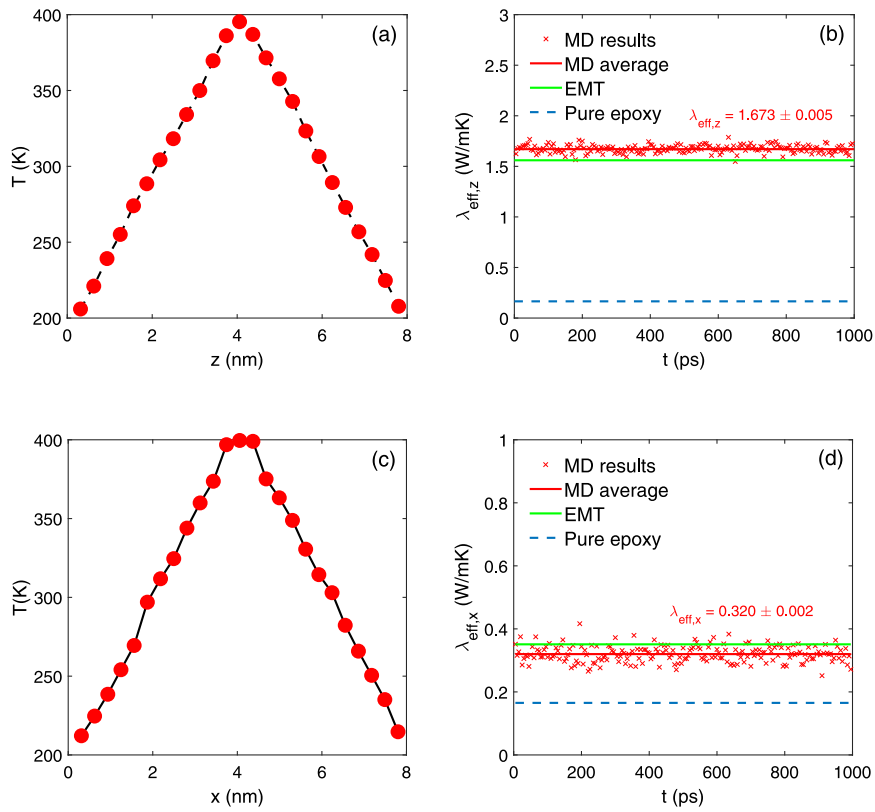 (a)
T (K)
400
350
300
250
200
0 2 4 6 8
z (nm)
(b)
λeff,z (W/mK)
3
2.5
2
1.5
1
0.5
0
× MD results
MD average
EMT
Pure epoxy
λeff,z = 1.673 ± 0.005
0 200 400 600 800 1000
t (ps)
(c)
T(K)
400
350
300
250
200
0 2 4 6 8
x (nm)
(d)
λeff,x (W/mK)
1
0.8
0.6
0.4
0.2
0
× MD results
MD average
EMT
Pure epoxy
λeff,x = 0.320 ± 0.002
0 200 400 600 800 1000
t (ps)